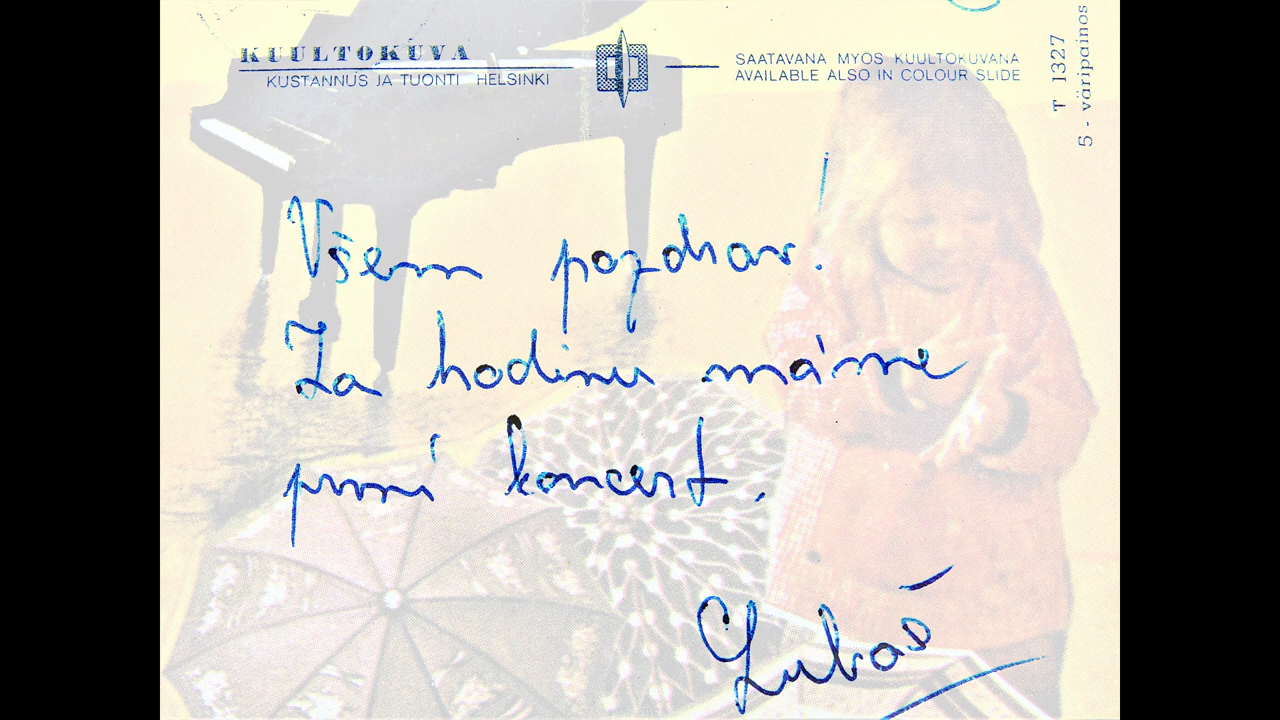 KUULTOKUVA
KUSTANNUS JA TUONTI HELSINKI
SAATAVANA MYÖS KUULTOKUVANA
AVAILABLE ALSO IN COLOUR SLIDE
T 1327
5 - väripainos
Všem pozdrav!
Za hodinu máme
první koncert.
Luboš